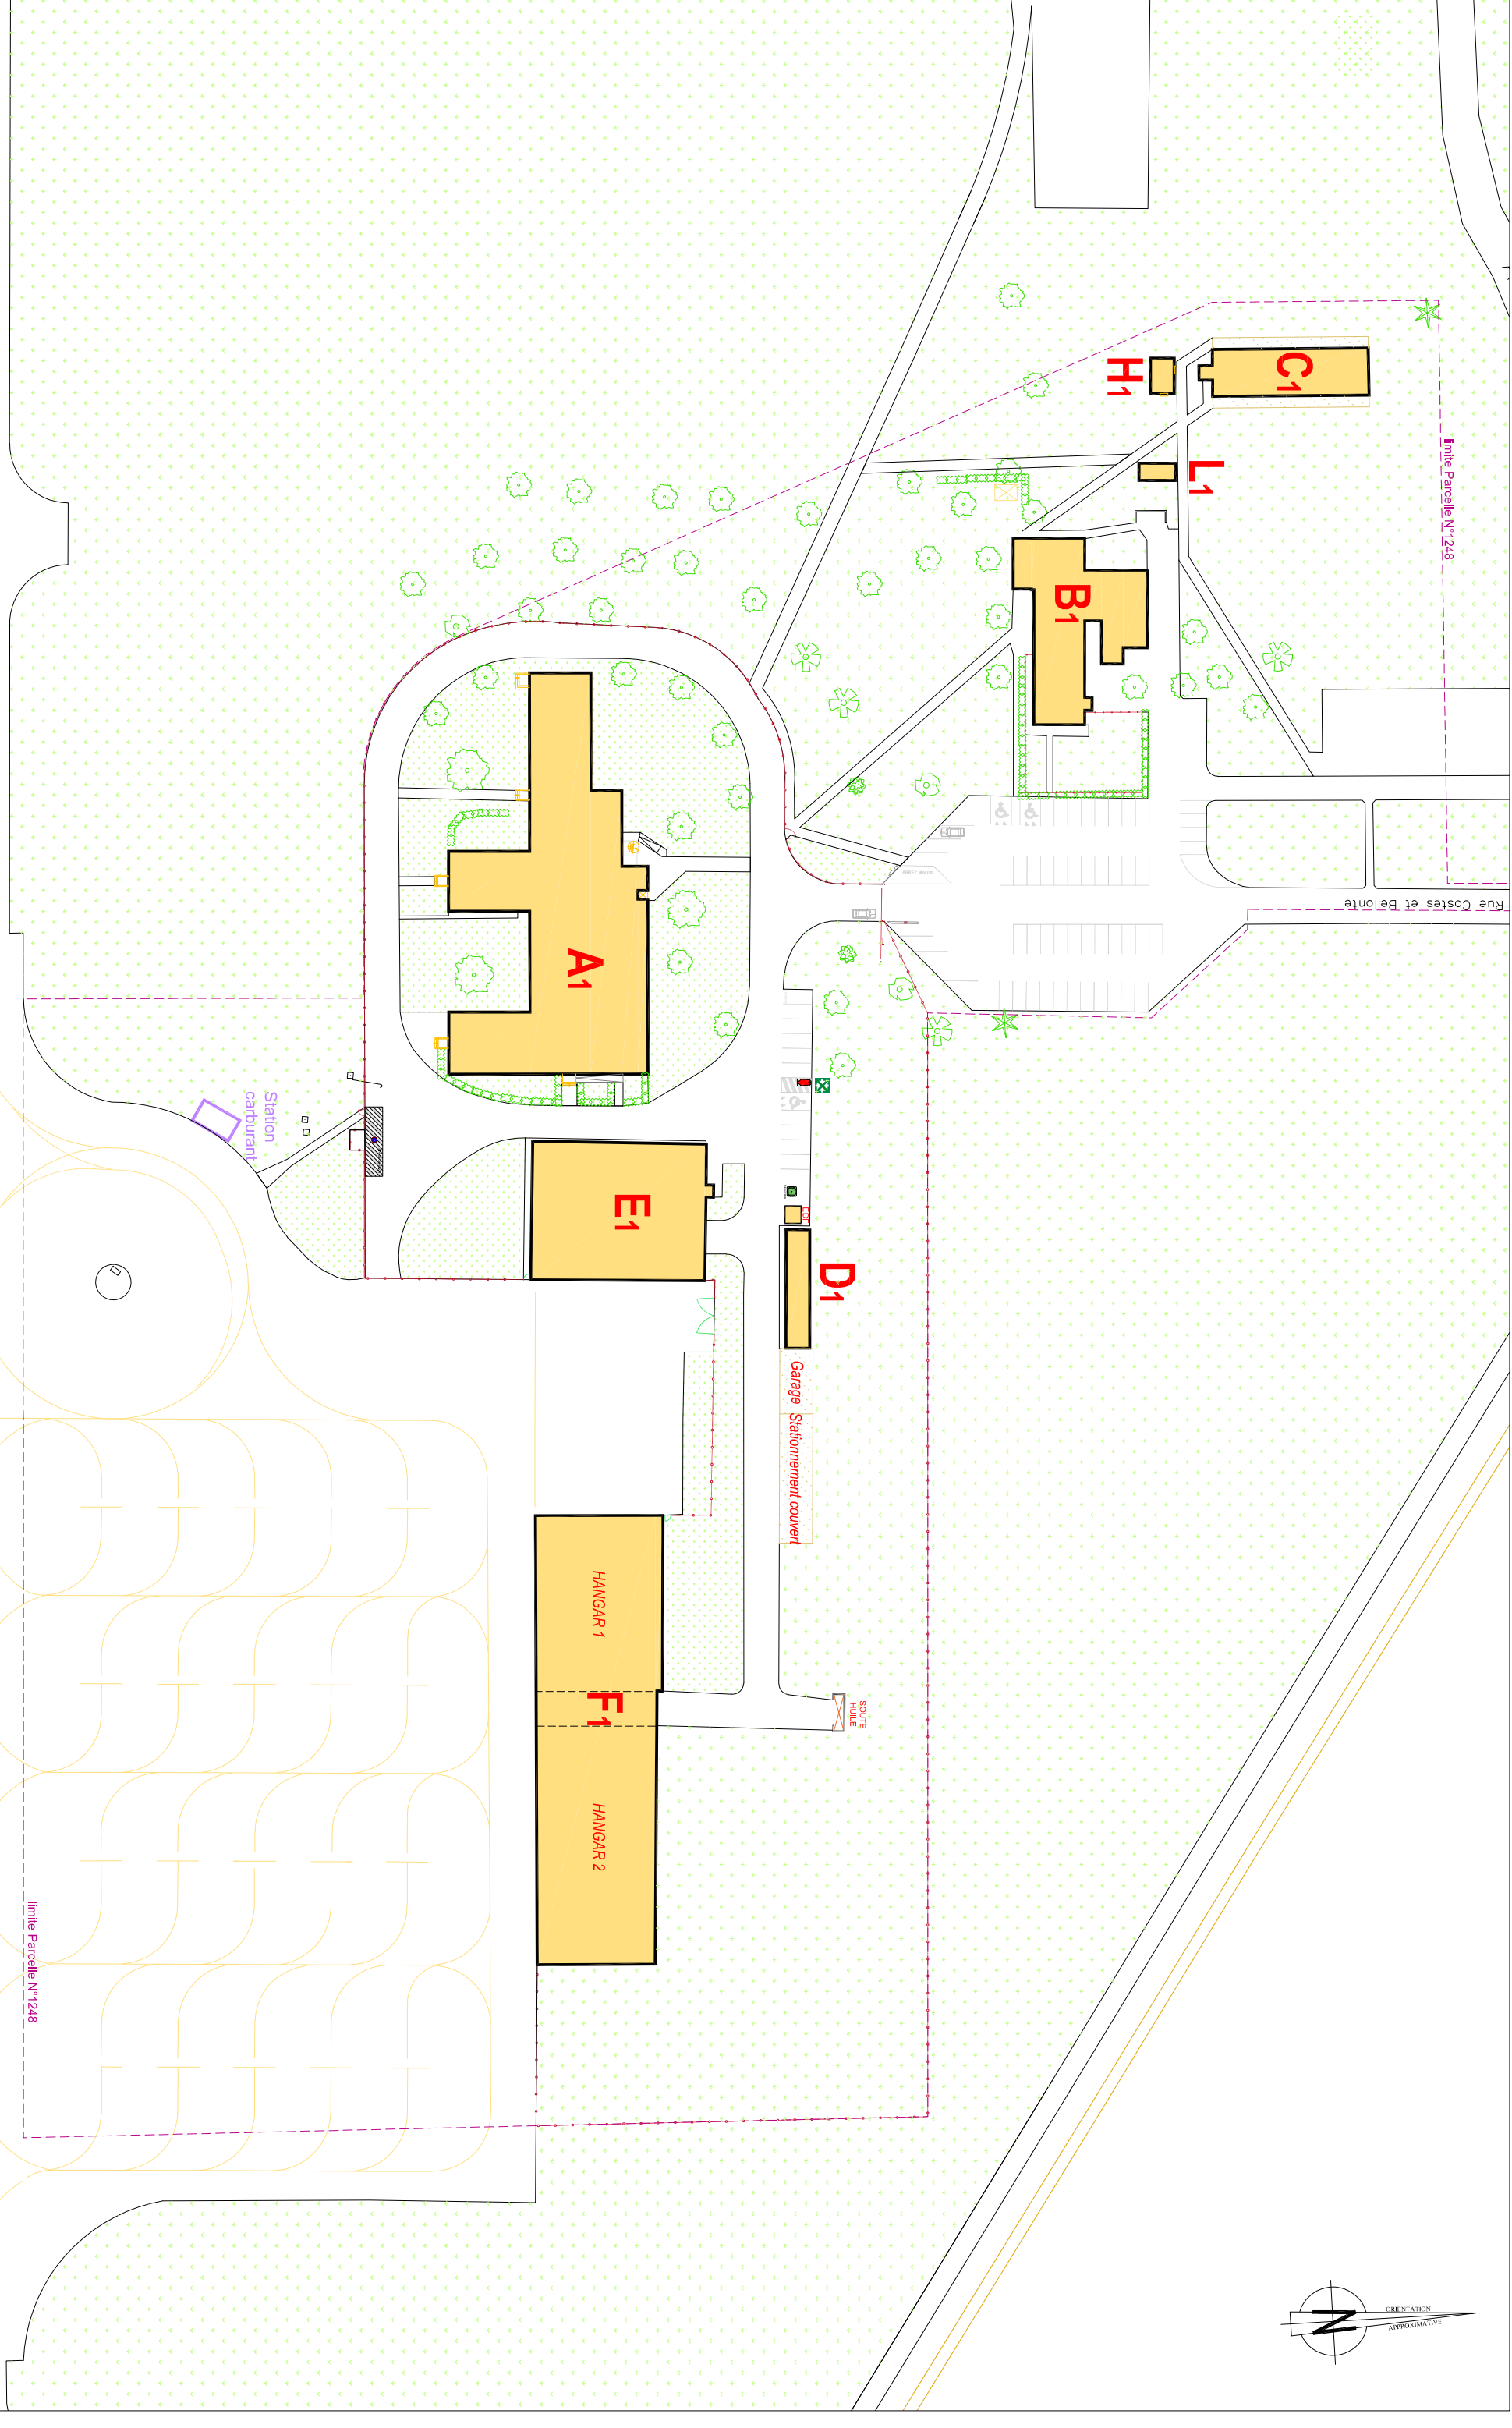 C1
H1
L1
limite Parcelle N°1248
B1
Rue Costes et Bellonte
A1
Station
carburant
E1
EDF
D1
Garage
Stationnement couvert
HANGAR 1
F1
SOUTE
HUILE
HANGAR 2
limite Parcelle N°1248
N
ORIENTATION
APPROXIMATIVE